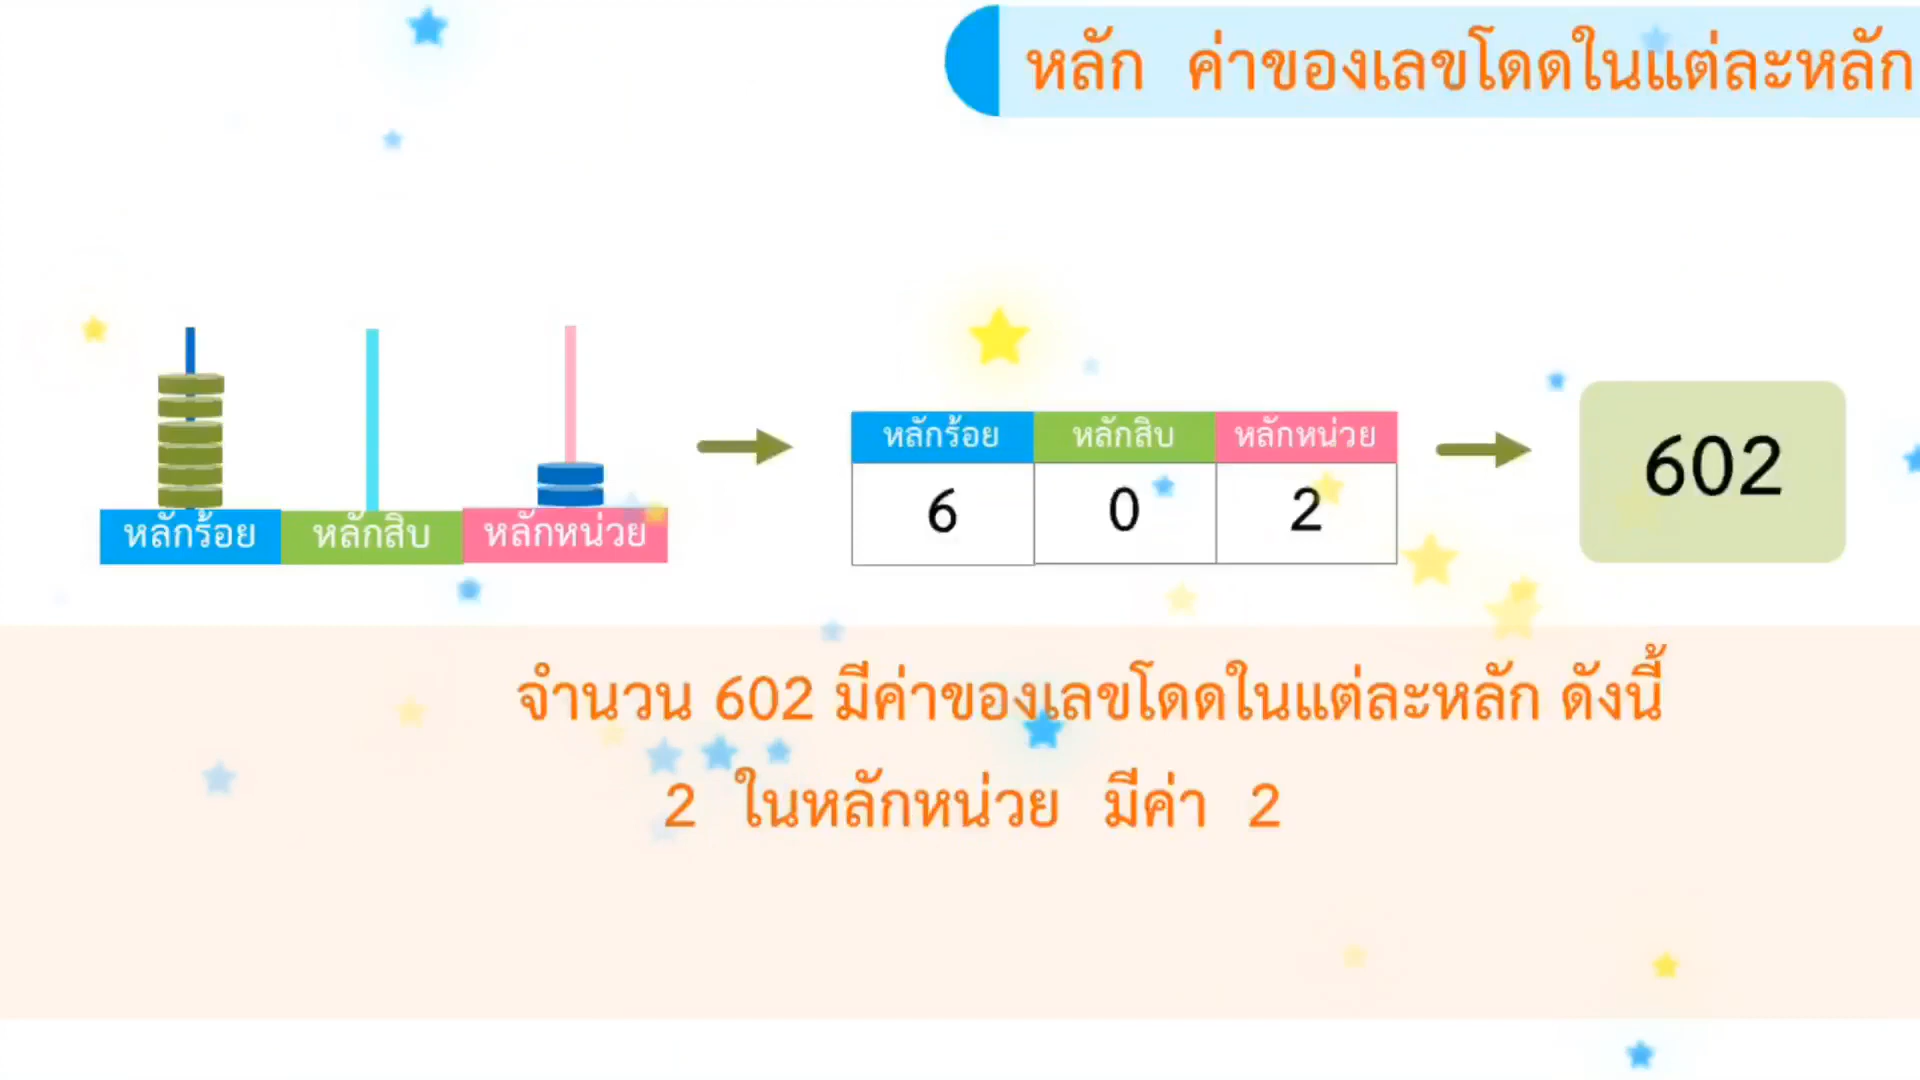 หลัก ค่าของเลขโดดในแต่ละหลัก
หลักร้อย หลักสิบ หลักหน่วย
หลักร้อย หลักสิบ หลักหน่วย
6 0 2
602
จำนวน 602 มีค่าของเลขโดดในแต่ละหลัก ดังนี้
2 ในหลักหน่วย มีค่า 2